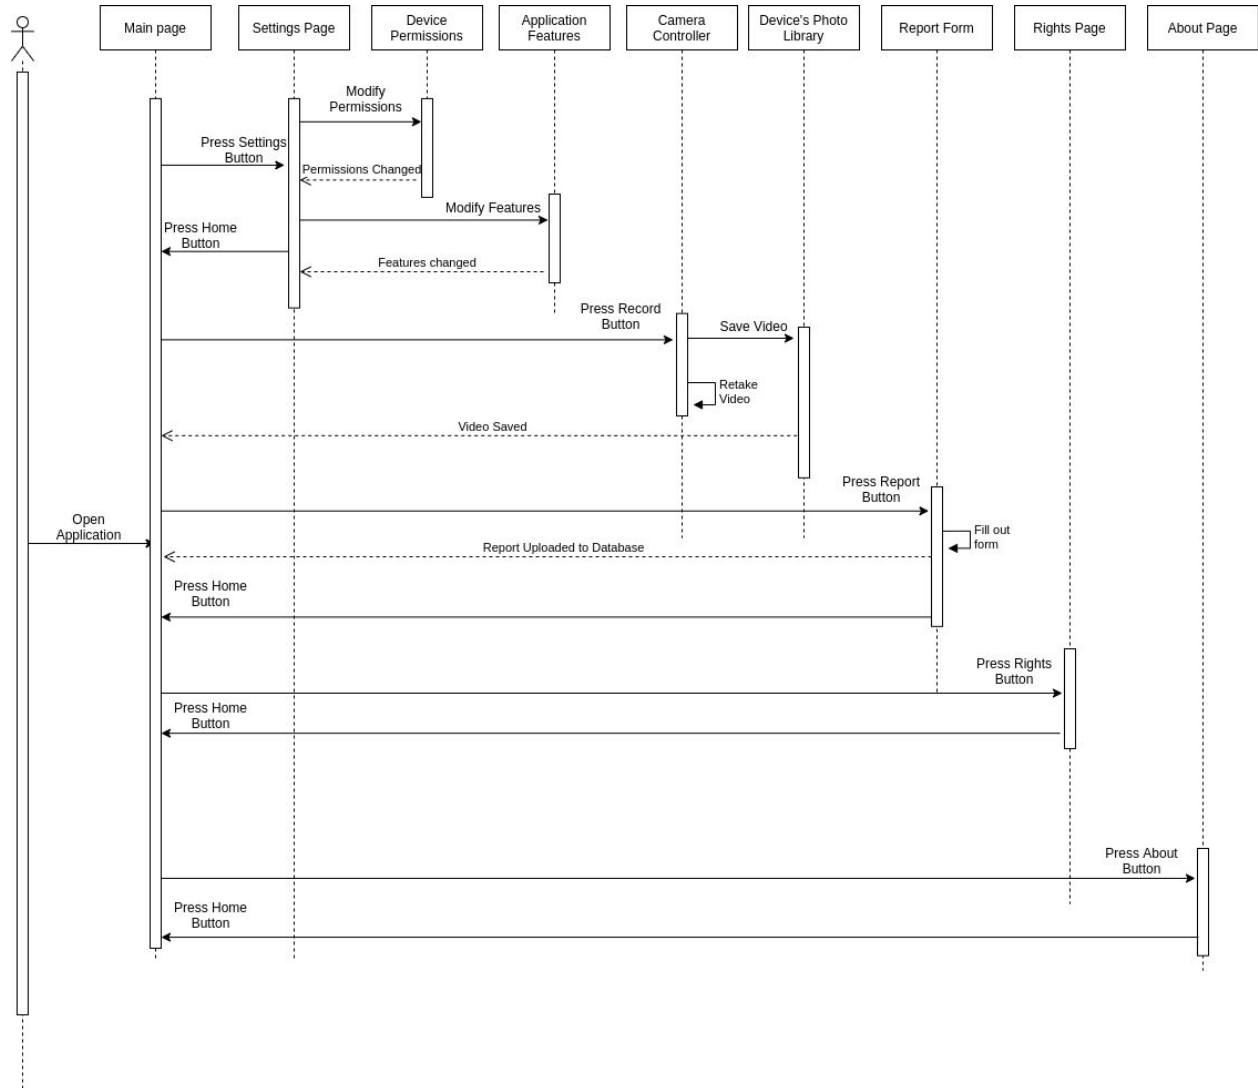 Main page
Settings Page
Device
Permissions
Application
Features
Camera
Controller
Device's Photo
Library
Report Form
Rights Page
About Page
Modify
Permissions
Press Settings
Button
Permissions Changed
Modify Features
Press Home
Button
Features changed
Press Record
Button
Save Video
Retake
Video
Video Saved
Press Report
Button
Open
Application
Fill out
form
Report Uploaded to Database
Press Home
Button
Press Rights
Button
Press Home
Button
Press About
Button
Press Home
Button